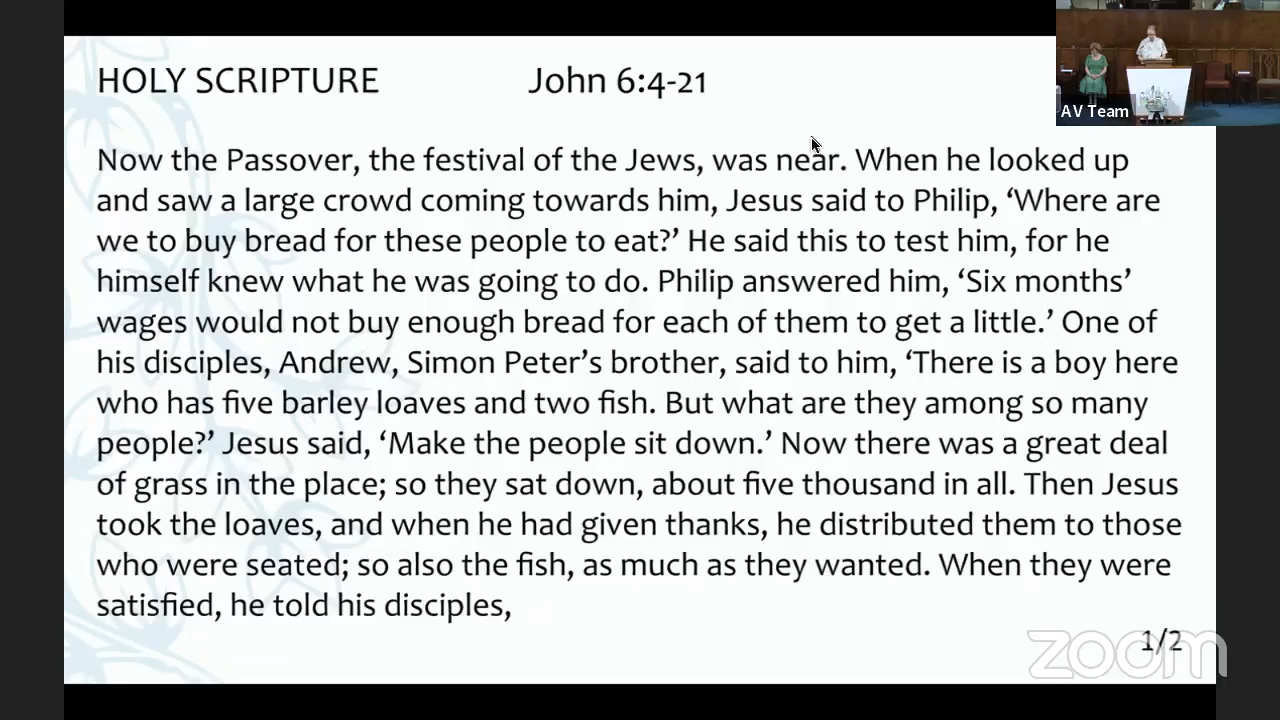 HOLY SCRIPTURE John 6:4-21
AV Team
Now the Passover, the festival of the Jews, was near. When he looked up
and saw a large crowd coming towards him, Jesus said to Philip, ‘Where are
we to buy bread for these people to eat?’ He said this to test him, for he
himself knew what he was going to do. Philip answered him, ‘Six months’
wages would not buy enough bread for each of them to get a little.’ One of
his disciples, Andrew, Simon Peter’s brother, said to him, ‘There is a boy here
who has five barley loaves and two fish. But what are they among so many
people?’ Jesus said, ‘Make the people sit down.’ Now there was a great deal
of grass in the place; so they sat down, about five thousand in all. Then Jesus
took the loaves, and when he had given thanks, he distributed them to those
who were seated; so also the fish, as much as they wanted. When they were
satisfied, he told his disciples,
1/2
zoom